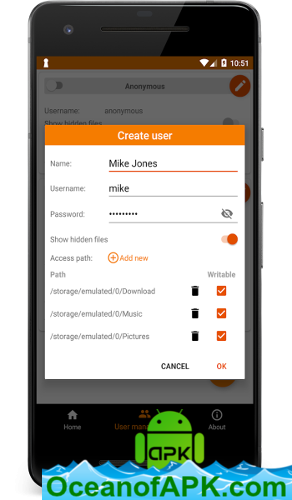 10:51
Anonymous
Username: anonymous
Show hidden files
Create user
Name: Mike Jones
Username: mike
Password: •••••••••
Show hidden files
Access path: Add new
Path Writable
/storage/emulated/0/Download
/storage/emulated/0/Music
/storage/emulated/0/Pictures
CANCEL OK
Home User man About
APK
OceanofAPK.com